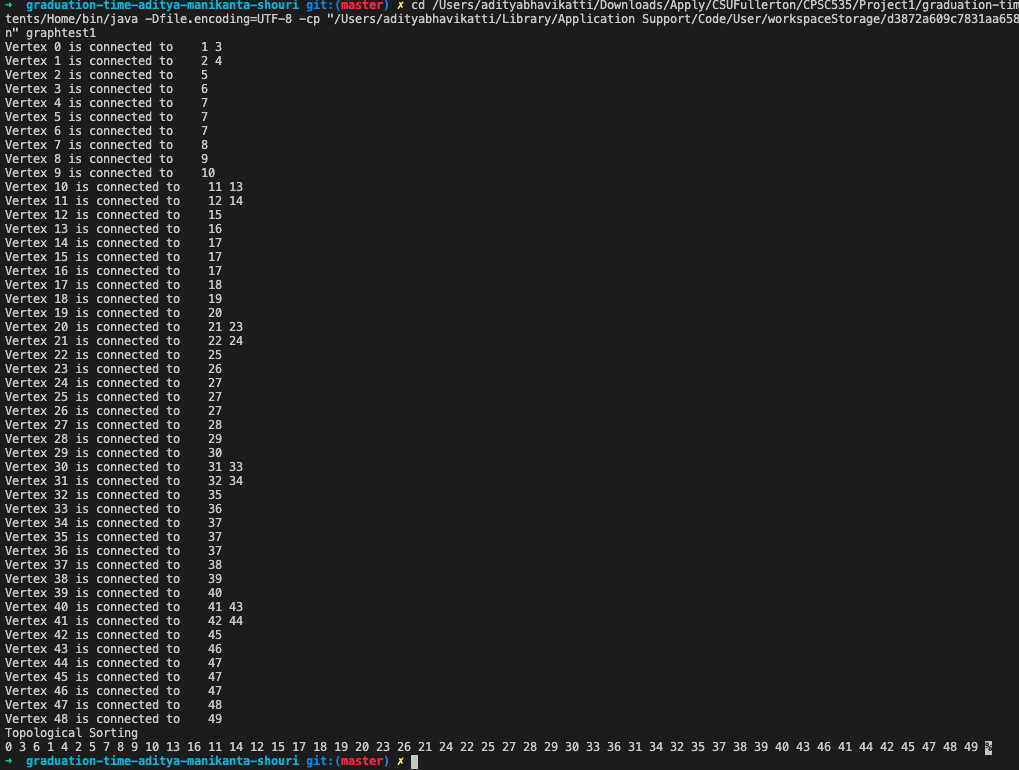 ➜ graduation-time-aditya-manikanta-shouri git:(master) ✗ cd /Users/adityabhavikatti/Downloads/Apply/CSUFullerton/CPSC535/Project1/graduation-tim
tents/Home/bin/java -Dfile.encoding=UTF-8 -cp "/Users/adityabhavikatti/Library/Application Support/Code/User/workspaceStorage/d3872a609c7831aa658
n" graphtest1
Vertex 0 is connected to 1 3
Vertex 1 is connected to 2 4
Vertex 2 is connected to 5
Vertex 3 is connected to 6
Vertex 4 is connected to 7
Vertex 5 is connected to 7
Vertex 6 is connected to 7
Vertex 7 is connected to 8
Vertex 8 is connected to 9
Vertex 9 is connected to 10
Vertex 10 is connected to 11 13
Vertex 11 is connected to 12 14
Vertex 12 is connected to 15
Vertex 13 is connected to 16
Vertex 14 is connected to 17
Vertex 15 is connected to 17
Vertex 16 is connected to 17
Vertex 17 is connected to 18
Vertex 18 is connected to 19
Vertex 19 is connected to 20
Vertex 20 is connected to 21 23
Vertex 21 is connected to 22 24
Vertex 22 is connected to 25
Vertex 23 is connected to 26
Vertex 24 is connected to 27
Vertex 25 is connected to 27
Vertex 26 is connected to 27
Vertex 27 is connected to 28
Vertex 28 is connected to 29
Vertex 29 is connected to 30
Vertex 30 is connected to 31 33
Vertex 31 is connected to 32 34
Vertex 32 is connected to 35
Vertex 33 is connected to 36
Vertex 34 is connected to 37
Vertex 35 is connected to 37
Vertex 36 is connected to 37
Vertex 37 is connected to 38
Vertex 38 is connected to 39
Vertex 39 is connected to 40
Vertex 40 is connected to 41 43
Vertex 41 is connected to 42 44
Vertex 42 is connected to 45
Vertex 43 is connected to 46
Vertex 44 is connected to 47
Vertex 45 is connected to 47
Vertex 46 is connected to 47
Vertex 47 is connected to 48
Vertex 48 is connected to 49
Topological Sorting
0 3 6 1 4 2 5 7 8 9 10 13 16 11 14 12 15 17 18 19 20 23 26 21 24 22 25 27 28 29 30 33 36 31 34 32 35 37 38 39 40 43 46 41 44 42 45 47 48 49 %
➜ graduation-time-aditya-manikanta-shouri git:(master) ✗